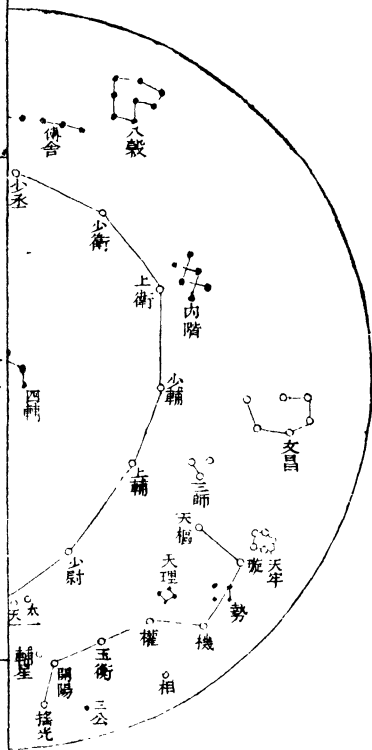 傳舍
八穀
少丞
少衛
上衛
內階
少輔
四輔
文昌
上輔
三師
天樞
璇
天牢
少尉
天理
勢
太一
天一
權
機
輔星
玉衡
開陽
相
三公
搖光